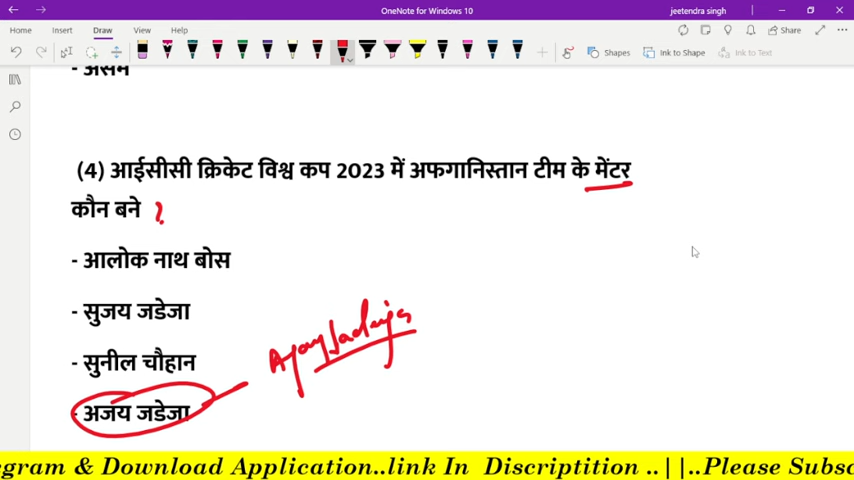 OneNote for Windows 10
jeetendra singh
Home Insert Draw View Help
Share
Shapes Ink to Shape Ink to Text
- असम
(4) आईसीसी क्रिकेट विश्व कप 2023 में अफगानिस्तान टीम के मेंटर
कौन बने ?
- आलोक नाथ बोस
- सुजय जडेजा
- सुनील चौहान
Ajay Jadeja
- अजय जडेजा
egram & Download Application..link In Discriptition ..||..Please Subsc